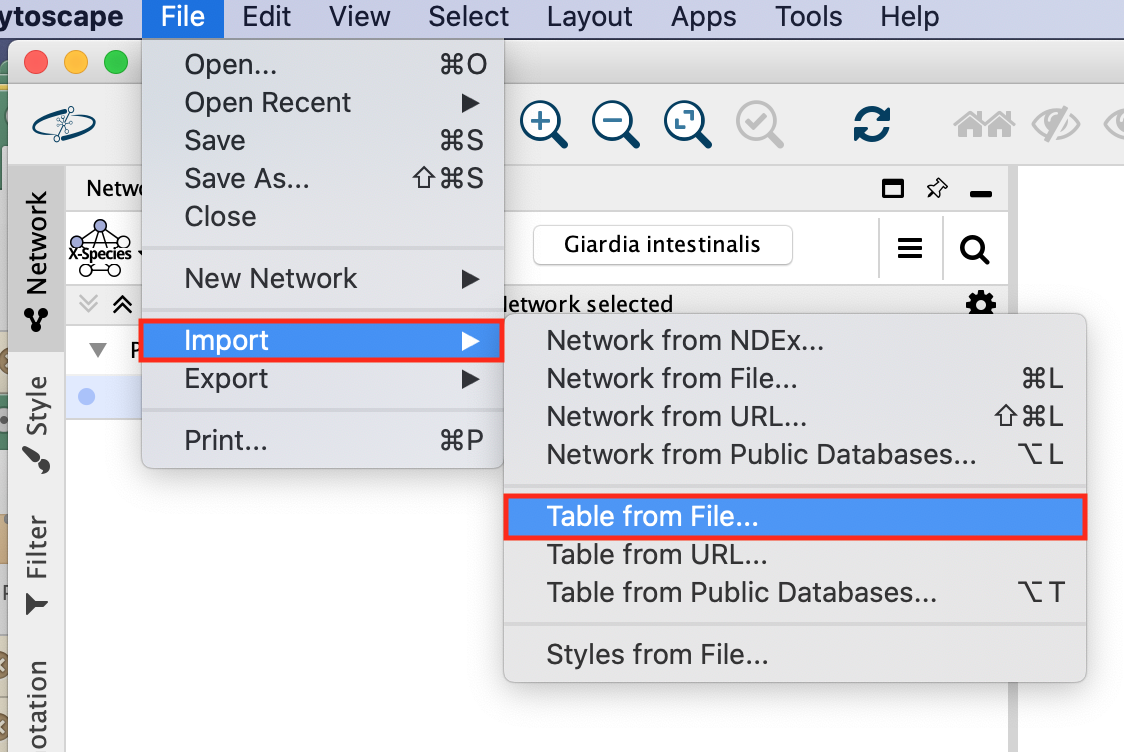 ytoscape File Edit View Select Layout Apps Tools Help
Open... ⌘O
Open Recent ▶
Save ⌘S
Save As... ⇧⌘S
Close
New Network ▶
Import ▶
Export ▶
Print... ⌘P
Network
Style
Filter
otation
Netwo
X-Species
Giardia intestinalis
letwork selected
P
Network from NDEx...
Network from File... ⌘L
Network from URL... ⇧⌘L
Network from Public Databases... ⌥L
Table from File...
Table from URL...
Table from Public Databases... ⌥T
Styles from File...